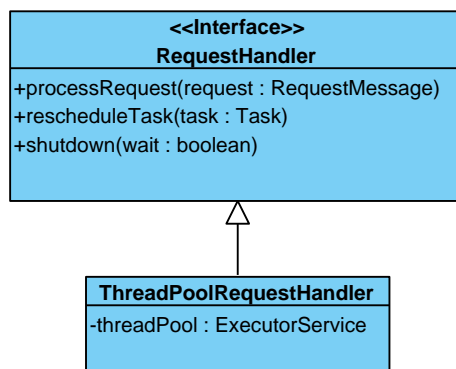 <<Interface>>
RequestHandler
+processRequest(request : RequestMessage)
+rescheduleTask(task : Task)
+shutdown(wait : boolean)
ThreadPoolRequestHandler
-threadPool : ExecutorService